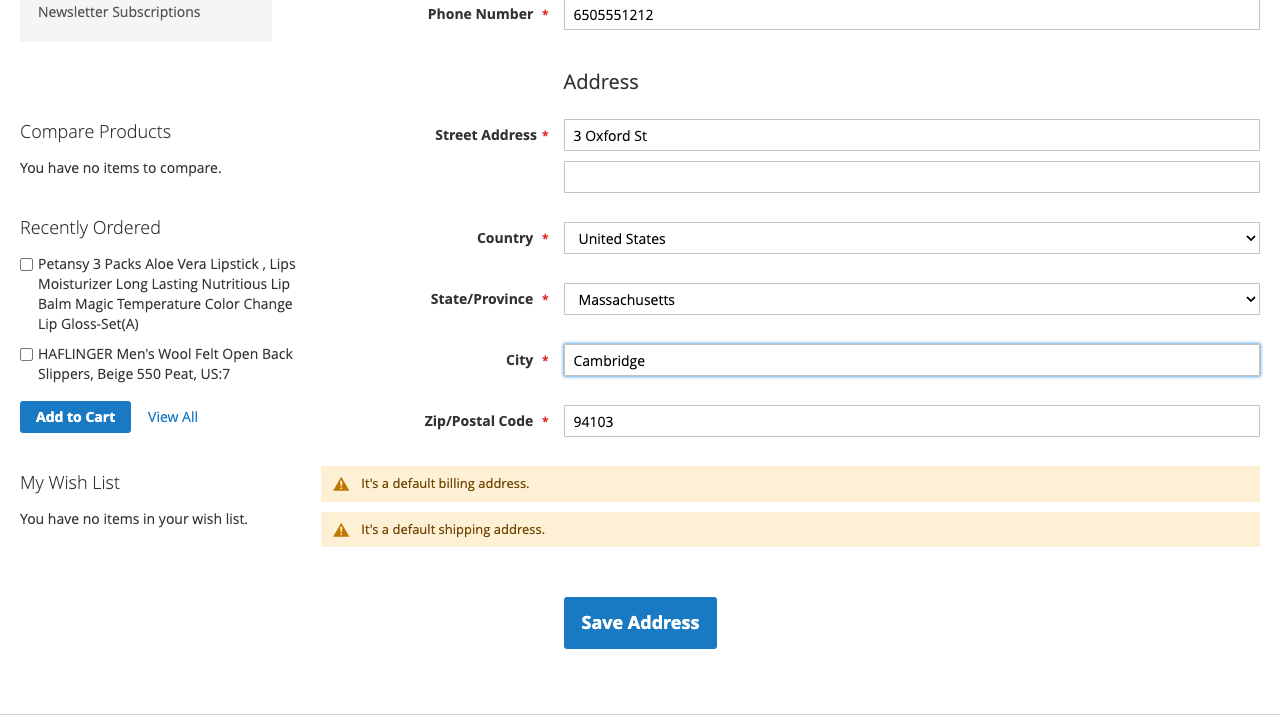 Newsletter Subscriptions
Phone Number * 6505551212
Address
Compare Products
Street Address * 3 Oxford St
You have no items to compare.
Recently Ordered
Country * United States
Petansy 3 Packs Aloe Vera Lipstick , Lips
Moisturizer Long Lasting Nutritious Lip
Balm Magic Temperature Color Change
Lip Gloss-Set(A)
State/Province * Massachusetts
HAFLINGER Men's Wool Felt Open Back
Slippers, Beige 550 Peat, US:7
City * Cambridge
Add to Cart View All
Zip/Postal Code * 94103
My Wish List
It's a default billing address.
You have no items in your wish list.
It's a default shipping address.
Save Address